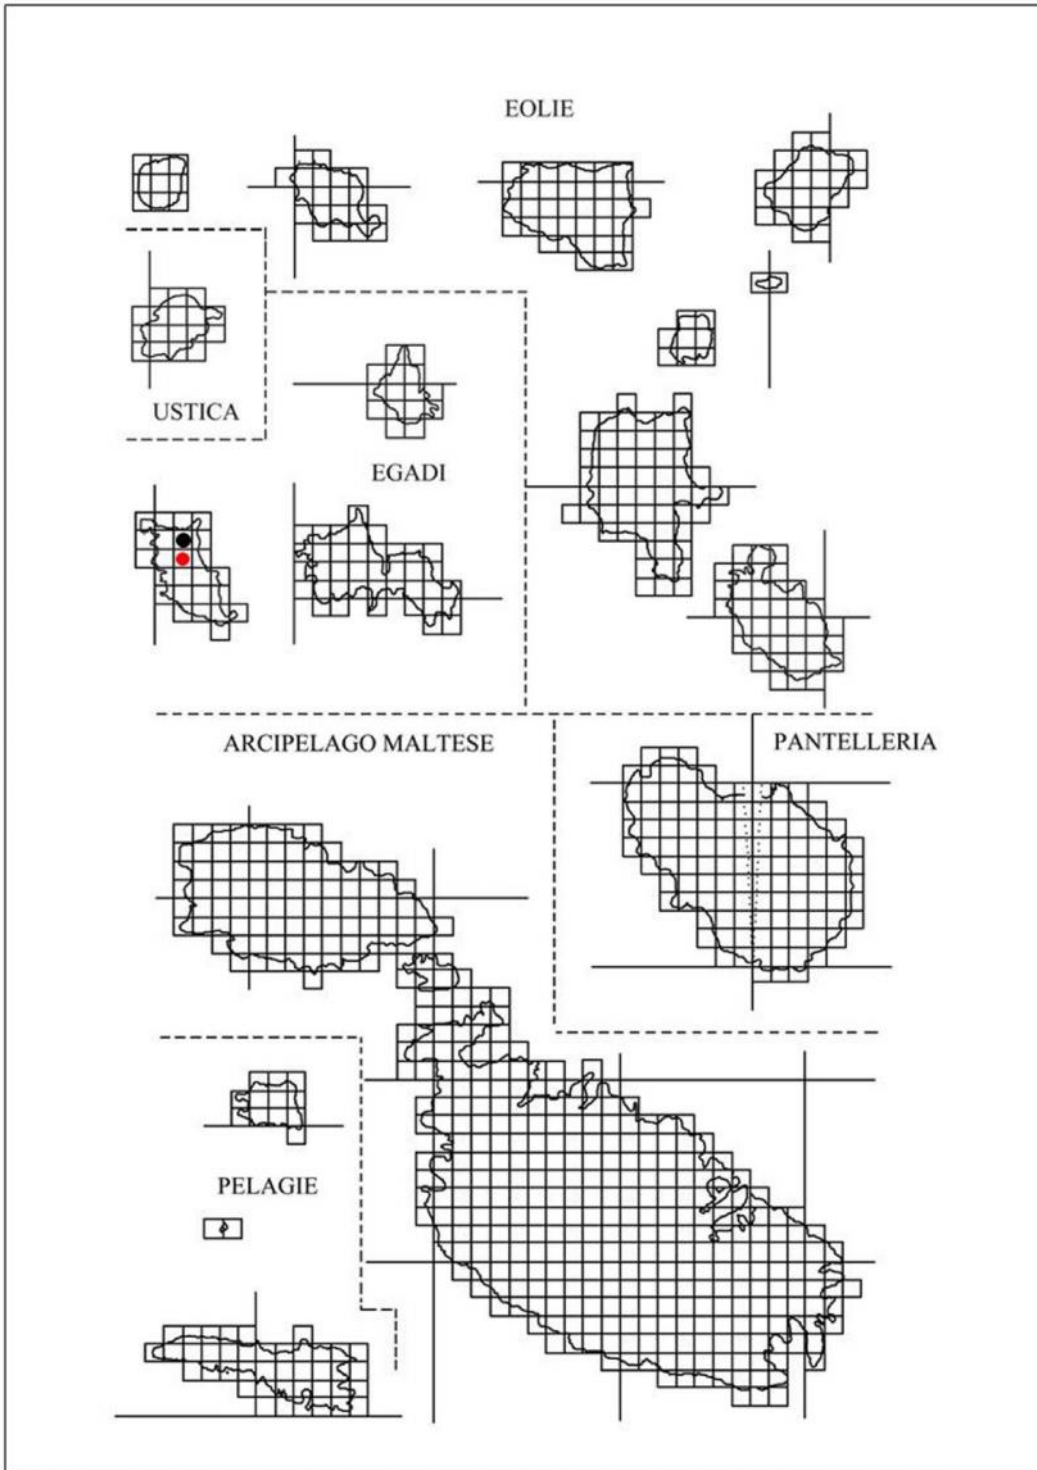 EOLIE
USTICA
EGADI
ARCIPELAGO MALTESE
PANTELLERIA
PELAGIE